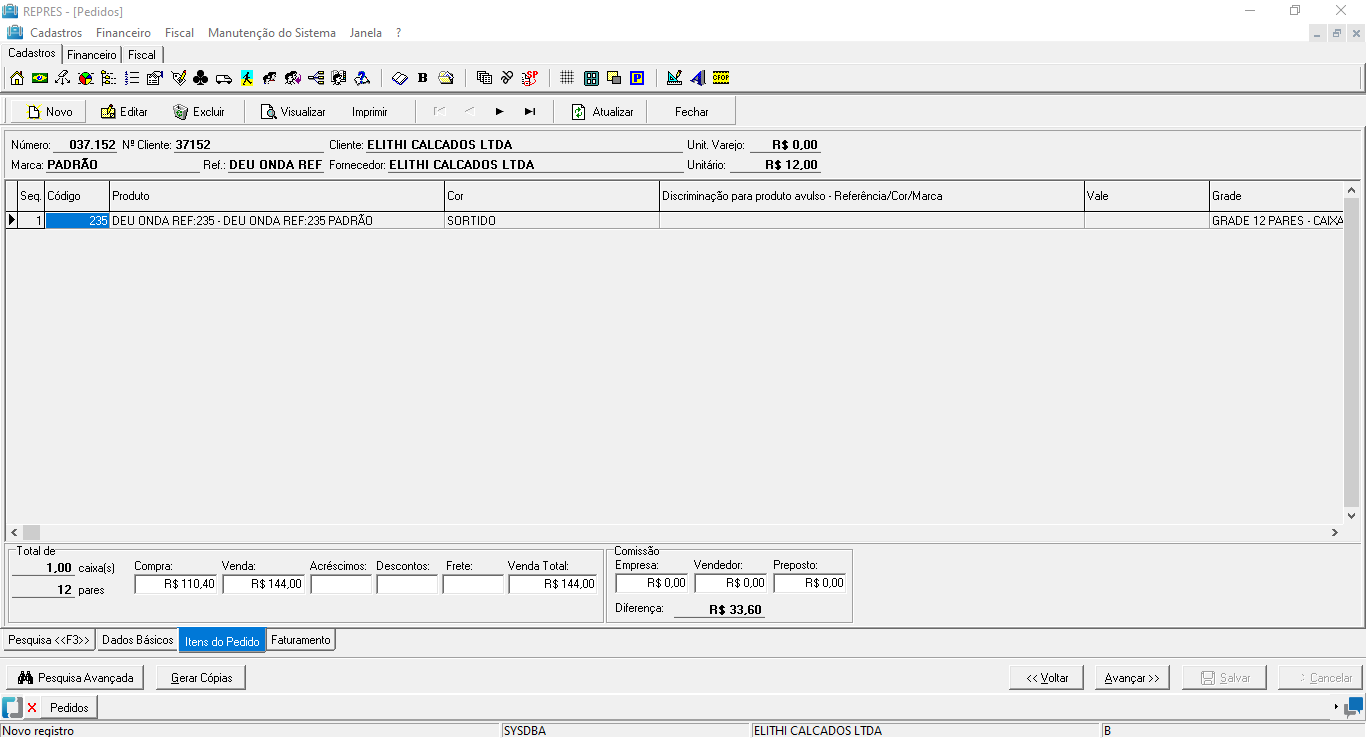 REPRES - [Pedidos]
Cadastros Financeiro Fiscal Manutenção do Sistema Janela ?
Cadastros Financeiro Fiscal
B SP P CFOP
Novo Editar Excluir Visualizar Imprimir Atualizar Fechar
Número: 037.152 Nº Cliente: 37152 Cliente: ELITHI CALCADOS LTDA Unit. Varejo: R$ 0,00
Marca: PADRÃO Ref.: DEU ONDA REF Fornecedor: ELITHI CALCADOS LTDA Unitário: R$ 12,00
Seq. Código Produto Cor Discriminação para produto avulso - Referência/Cor/Marca Vale Grade
1 235 DEU ONDA REF:235 - DEU ONDA REF:235 PADRÃO SORTIDO GRADE 12 PARES - CAIXA
Total de Comissão
1,00 caixa(s) Compra: Venda: Acréscimos: Descontos: Frete: Venda Total: Empresa: Vendedor: Preposto:
R$ 110,40 R$ 144,00 R$ 144,00 R$ 0,00 R$ 0,00 R$ 0,00
12 pares
Diferença: R$ 33,60
Pesquisa <<F3>> Dados Básicos Itens do Pedido Faturamento
Pesquisa Avançada Gerar Cópias << Voltar Avançar >> Salvar Cancelar
Pedidos
Novo registro SYSDBA ELITHI CALCADOS LTDA B